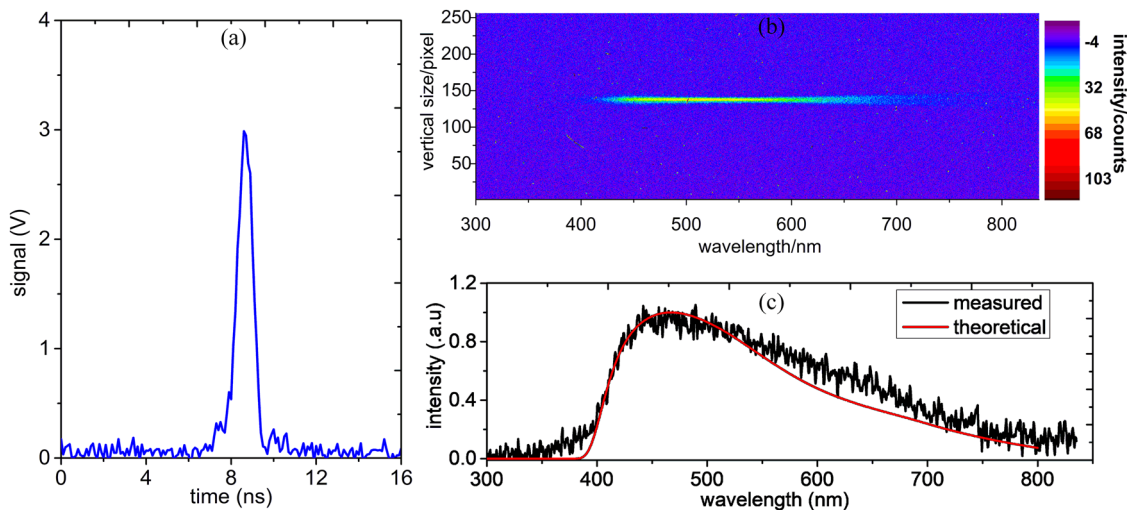 (a)
signal (V)
4
3
2
1
0
0 4 8 12 16
time (ns)
(b)
vertical size/pixel
250
200
150
100
50
300 400 500 600 700 800
wavelength/nm
-4
32
68
103
intensity/counts
(c)
intensity (.a.u)
1.2
0.8
0.4
0.0
measured
theoretical
300 400 500 600 700 800
wavelength (nm)